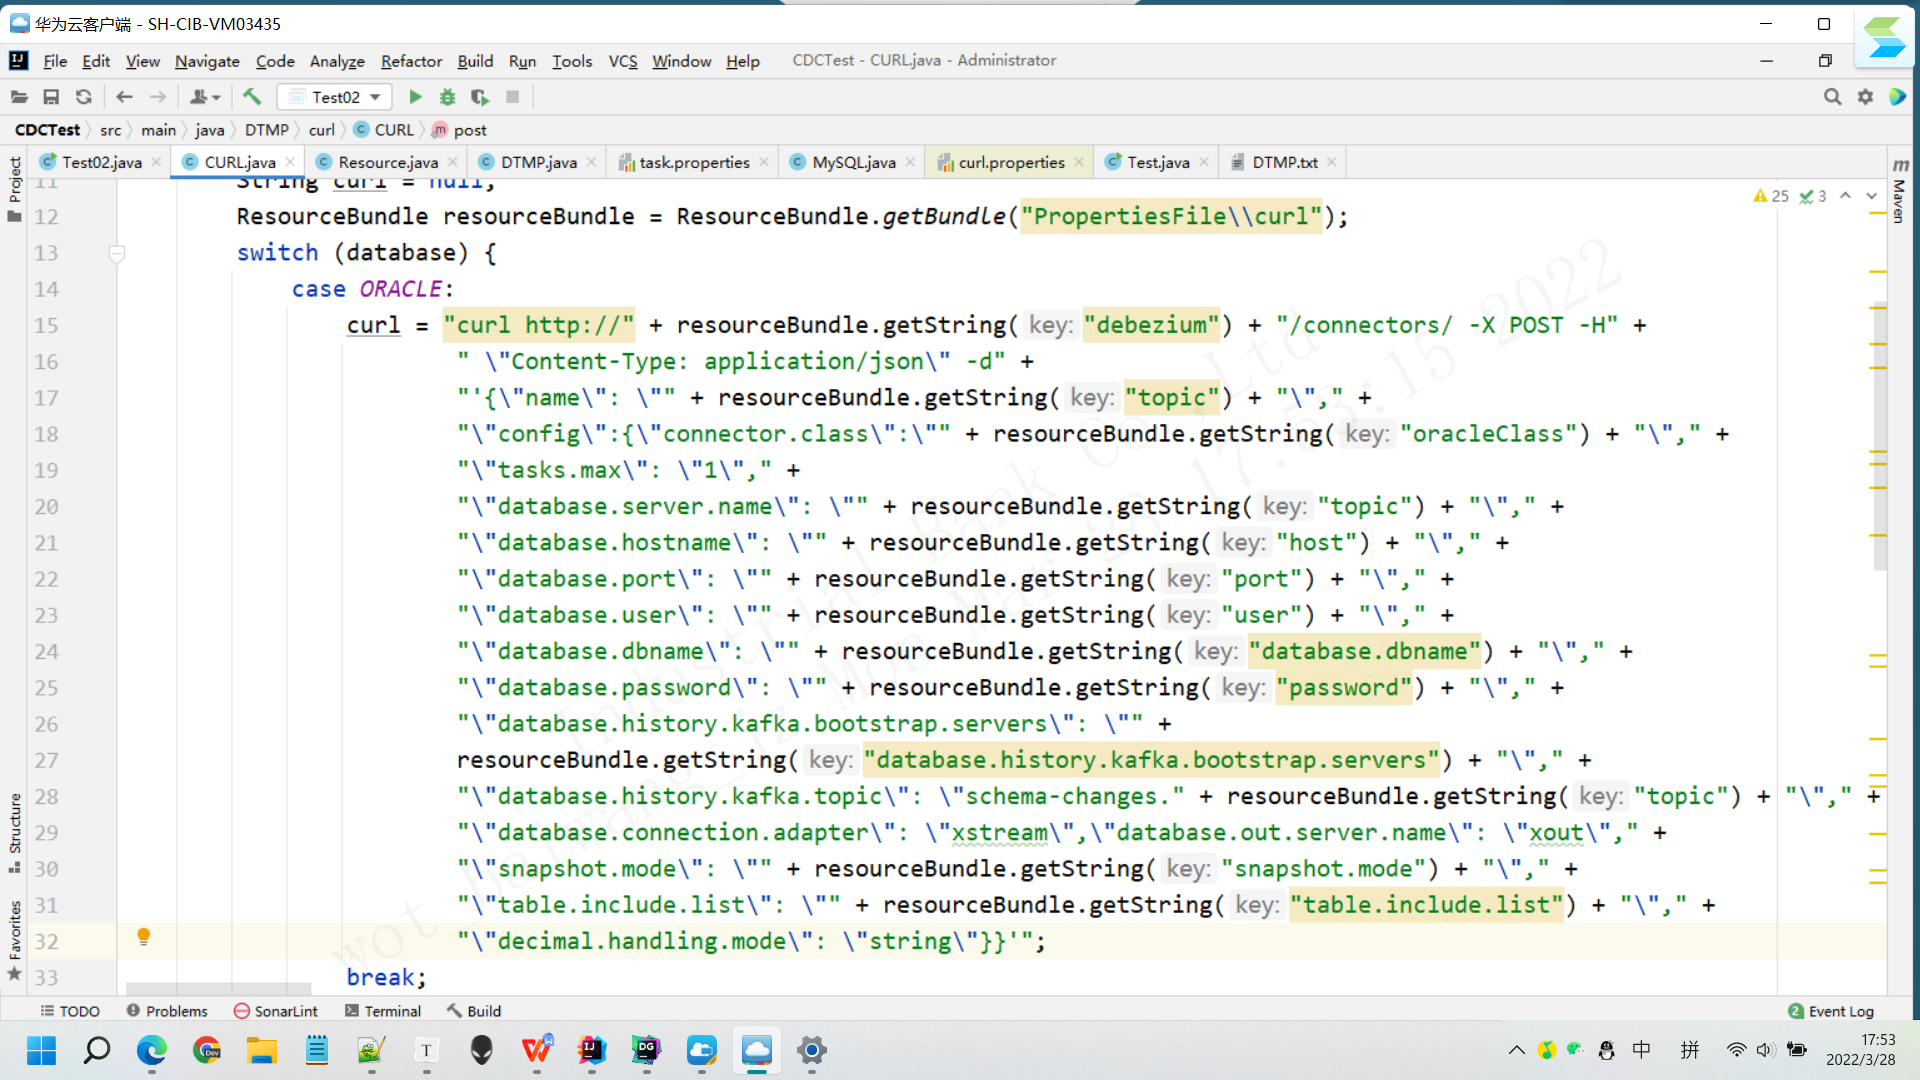 华为云客户端 - SH-CIB-VM03435
File Edit View Navigate Code Analyze Refactor Build Run Tools VCS Window Help CDCTest - CURL.java - Administrator
Test02
CDCTest src main java DTMP curl CURL post
Test02.java CURL.java Resource.java DTMP.java task.properties MySQL.java curl.properties Test.java DTMP.txt
Project
Maven
25 3
11 String curl = null;
12 ResourceBundle resourceBundle = ResourceBundle.getBundle("PropertiesFile\\curl");
13 switch (database) {
14 case ORACLE:
15 curl = "curl http://" + resourceBundle.getString( key: "debezium") + "/connectors/ -X POST -H" +
16 " \"Content-Type: application/json\" -d" +
17 "'{\"name\": \"" + resourceBundle.getString( key: "topic") + "\"," +
18 "\"config\":{\"connector.class\":\"" + resourceBundle.getString( key: "oracleClass") + "\"," +
19 "\"tasks.max\": \"1\"," +
20 "\"database.server.name\": \"" + resourceBundle.getString( key: "topic") + "\"," +
21 "\"database.hostname\": \"" + resourceBundle.getString( key: "host") + "\"," +
22 "\"database.port\": \"" + resourceBundle.getString( key: "port") + "\"," +
23 "\"database.user\": \"" + resourceBundle.getString( key: "user") + "\"," +
24 "\"database.dbname\": \"" + resourceBundle.getString( key: "database.dbname") + "\"," +
25 "\"database.password\": \"" + resourceBundle.getString( key: "password") + "\"," +
26 "\"database.history.kafka.bootstrap.servers\": \"" +
27 resourceBundle.getString( key: "database.history.kafka.bootstrap.servers") + "\"," +
28 "\"database.history.kafka.topic\": \"schema-changes." + resourceBundle.getString( key: "topic") + "\"," +
29 "\"database.connection.adapter\": \"xstream\",\"database.out.server.name\": \"xout\"," +
30 "\"snapshot.mode\": \"" + resourceBundle.getString( key: "snapshot.mode") + "\"," +
31 "\"table.include.list\": \"" + resourceBundle.getString( key: "table.include.list") + "\"," +
32 "\"decimal.handling.mode\": \"string\"}}'";
33 break;
Structure
Favorites
TODO Problems SonarLint Terminal Build 2 Event Log
中 拼 17:53
2022/3/28